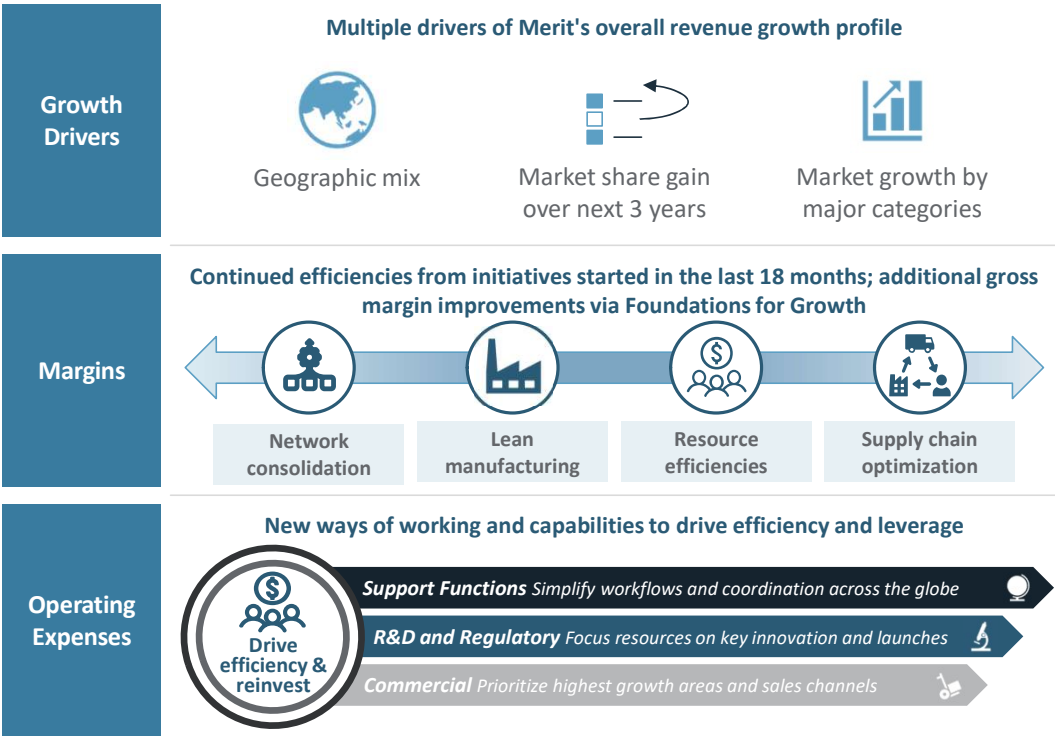 Growth
Drivers
Multiple drivers of Merit's overall revenue growth profile
Geographic mix
Market share gain
over next 3 years
Market growth by
major categories
Margins
Continued efficiencies from initiatives started in the last 18 months; additional gross
margin improvements via Foundations for Growth
$
Network
consolidation
Lean
manufacturing
Resource
efficiencies
Supply chain
optimization
Operating
Expenses
New ways of working and capabilities to drive efficiency and leverage
$
Drive
efficiency &
reinvest
Support Functions Simplify workflows and coordination across the globe
R&D and Regulatory Focus resources on key innovation and launches
Commercial Prioritize highest growth areas and sales channels